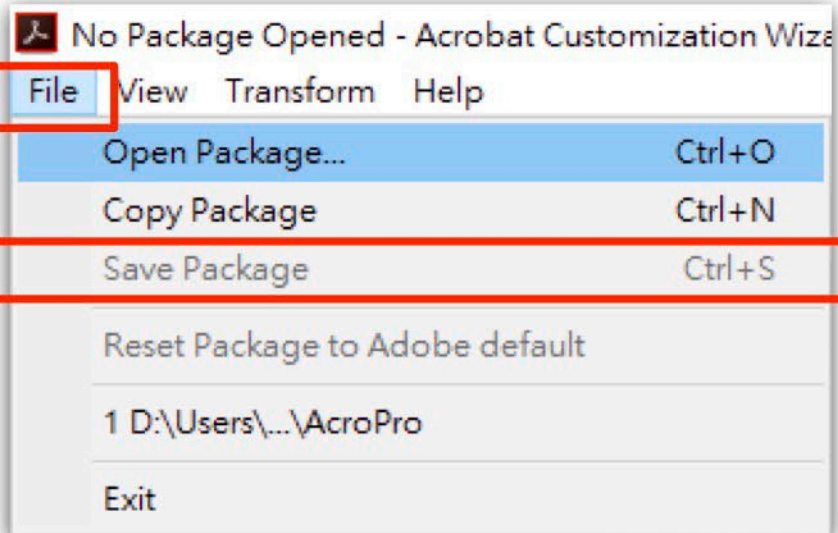 No Package Opened - Acrobat Customization Wiza
File View Transform Help
Open Package... Ctrl+O
Copy Package Ctrl+N
Save Package Ctrl+S
Reset Package to Adobe default
1 D:\Users\...\AcroPro
Exit